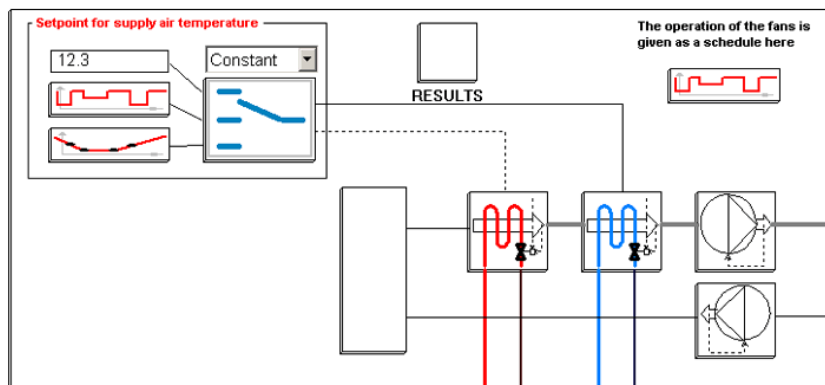 Setpoint for supply air temperature
12.3
Constant
RESULTS
The operation of the fans is
given as a schedule here